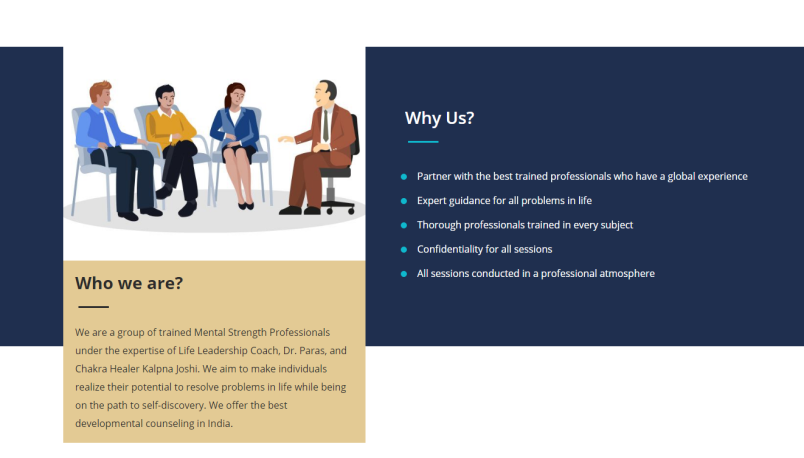 Why Us?
Partner with the best trained professionals who have a global experience
Expert guidance for all problems in life
Thorough professionals trained in every subject
Confidentiality for all sessions
All sessions conducted in a professional atmosphere
Who we are?
We are a group of trained Mental Strength Professionals
under the expertise of Life Leadership Coach, Dr. Paras, and
Chakra Healer Kalpna Joshi. We aim to make individuals
realize their potential to resolve problems in life while being
on the path to self-discovery. We offer the best
developmental counseling in India.